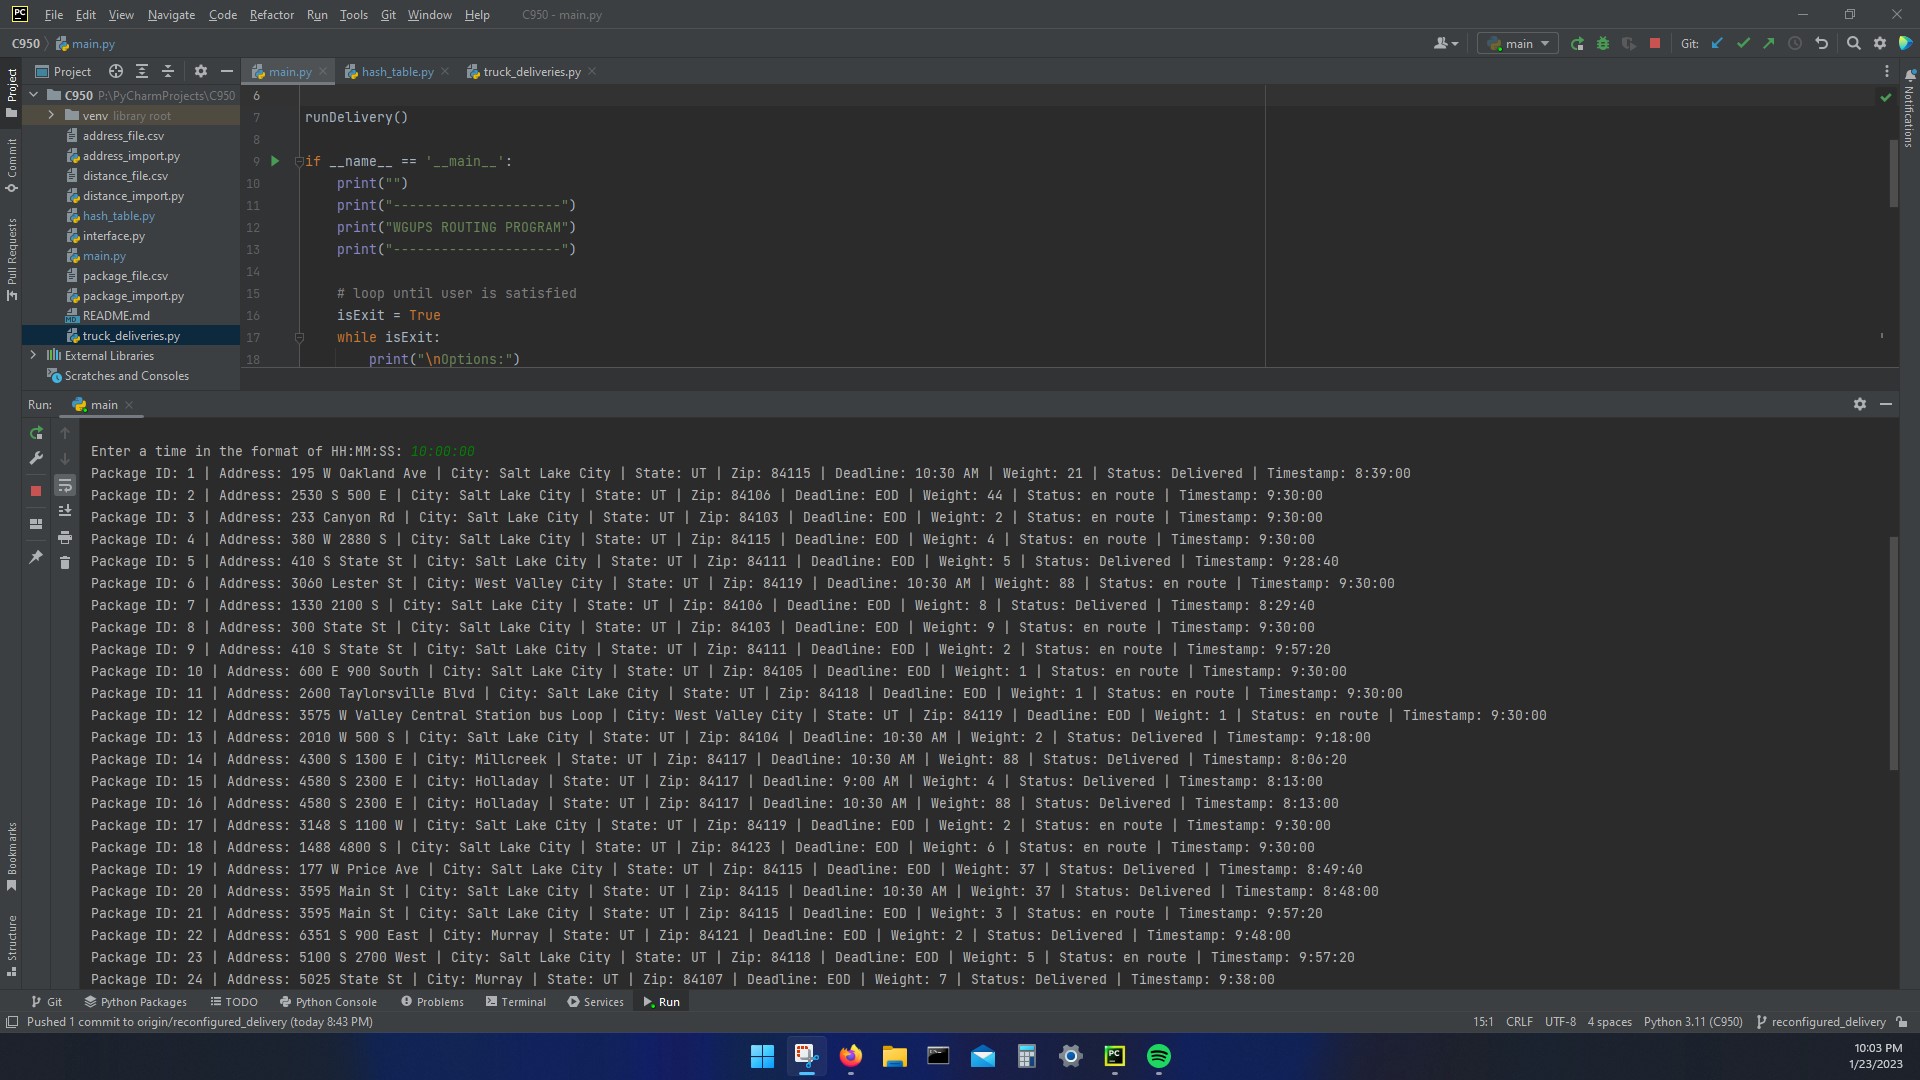 PC File Edit View Navigate Code Refactor Run Tools Git Window Help C950 - main.py
C950 main.py main Git:
Project main.py hash_table.py truck_deliveries.py
Project
Commit
Pull Requests
Bookmarks
Structure
Notifications
C950 P:\PyCharmProjects\C950
venv library root
address_file.csv
address_import.py
distance_file.csv
distance_import.py
hash_table.py
interface.py
main.py
package_file.csv
package_import.py
README.md
truck_deliveries.py
External Libraries
Scratches and Consoles
6
7 runDelivery()
8
9 if __name__ == '__main__':
10 print("")
11 print("---------------------")
12 print("WGUPS ROUTING PROGRAM")
13 print("---------------------")
14
15 # loop until user is satisfied
16 isExit = True
17 while isExit:
18 print("\nOptions:")
Run: main
Enter a time in the format of HH:MM:SS: 10:00:00
Package ID: 1 | Address: 195 W Oakland Ave | City: Salt Lake City | State: UT | Zip: 84115 | Deadline: 10:30 AM | Weight: 21 | Status: Delivered | Timestamp: 8:39:00
Package ID: 2 | Address: 2530 S 500 E | City: Salt Lake City | State: UT | Zip: 84106 | Deadline: EOD | Weight: 44 | Status: en route | Timestamp: 9:30:00
Package ID: 3 | Address: 233 Canyon Rd | City: Salt Lake City | State: UT | Zip: 84103 | Deadline: EOD | Weight: 2 | Status: en route | Timestamp: 9:30:00
Package ID: 4 | Address: 380 W 2880 S | City: Salt Lake City | State: UT | Zip: 84115 | Deadline: EOD | Weight: 4 | Status: en route | Timestamp: 9:30:00
Package ID: 5 | Address: 410 S State St | City: Salt Lake City | State: UT | Zip: 84111 | Deadline: EOD | Weight: 5 | Status: Delivered | Timestamp: 9:28:40
Package ID: 6 | Address: 3060 Lester St | City: West Valley City | State: UT | Zip: 84119 | Deadline: 10:30 AM | Weight: 88 | Status: en route | Timestamp: 9:30:00
Package ID: 7 | Address: 1330 2100 S | City: Salt Lake City | State: UT | Zip: 84106 | Deadline: EOD | Weight: 8 | Status: Delivered | Timestamp: 8:29:40
Package ID: 8 | Address: 300 State St | City: Salt Lake City | State: UT | Zip: 84103 | Deadline: EOD | Weight: 9 | Status: en route | Timestamp: 9:30:00
Package ID: 9 | Address: 410 S State St | City: Salt Lake City | State: UT | Zip: 84111 | Deadline: EOD | Weight: 2 | Status: en route | Timestamp: 9:57:20
Package ID: 10 | Address: 600 E 900 South | City: Salt Lake City | State: UT | Zip: 84105 | Deadline: EOD | Weight: 1 | Status: en route | Timestamp: 9:30:00
Package ID: 11 | Address: 2600 Taylorsville Blvd | City: Salt Lake City | State: UT | Zip: 84118 | Deadline: EOD | Weight: 1 | Status: en route | Timestamp: 9:30:00
Package ID: 12 | Address: 3575 W Valley Central Station bus Loop | City: West Valley City | State: UT | Zip: 84119 | Deadline: EOD | Weight: 1 | Status: en route | Timestamp: 9:30:00
Package ID: 13 | Address: 2010 W 500 S | City: Salt Lake City | State: UT | Zip: 84104 | Deadline: 10:30 AM | Weight: 2 | Status: Delivered | Timestamp: 9:18:00
Package ID: 14 | Address: 4300 S 1300 E | City: Millcreek | State: UT | Zip: 84117 | Deadline: 10:30 AM | Weight: 88 | Status: Delivered | Timestamp: 8:06:20
Package ID: 15 | Address: 4580 S 2300 E | City: Holladay | State: UT | Zip: 84117 | Deadline: 9:00 AM | Weight: 4 | Status: Delivered | Timestamp: 8:13:00
Package ID: 16 | Address: 4580 S 2300 E | City: Holladay | State: UT | Zip: 84117 | Deadline: 10:30 AM | Weight: 88 | Status: Delivered | Timestamp: 8:13:00
Package ID: 17 | Address: 3148 S 1100 W | City: Salt Lake City | State: UT | Zip: 84119 | Deadline: EOD | Weight: 2 | Status: en route | Timestamp: 9:30:00
Package ID: 18 | Address: 1488 4800 S | City: Salt Lake City | State: UT | Zip: 84123 | Deadline: EOD | Weight: 6 | Status: en route | Timestamp: 9:30:00
Package ID: 19 | Address: 177 W Price Ave | City: Salt Lake City | State: UT | Zip: 84115 | Deadline: EOD | Weight: 37 | Status: Delivered | Timestamp: 8:49:40
Package ID: 20 | Address: 3595 Main St | City: Salt Lake City | State: UT | Zip: 84115 | Deadline: 10:30 AM | Weight: 37 | Status: Delivered | Timestamp: 8:48:00
Package ID: 21 | Address: 3595 Main St | City: Salt Lake City | State: UT | Zip: 84115 | Deadline: EOD | Weight: 3 | Status: en route | Timestamp: 9:57:20
Package ID: 22 | Address: 6351 S 900 East | City: Murray | State: UT | Zip: 84121 | Deadline: EOD | Weight: 2 | Status: Delivered | Timestamp: 9:48:00
Package ID: 23 | Address: 5100 S 2700 West | City: Salt Lake City | State: UT | Zip: 84118 | Deadline: EOD | Weight: 5 | Status: en route | Timestamp: 9:57:20
Package ID: 24 | Address: 5025 State St | City: Murray | State: UT | Zip: 84107 | Deadline: EOD | Weight: 7 | Status: Delivered | Timestamp: 9:38:00
Git Python Packages TODO Python Console Problems Terminal Services Run
Pushed 1 commit to origin/reconfigured_delivery (today 8:43 PM) 15:1 CRLF UTF-8 4 spaces Python 3.11 (C950) reconfigured_delivery
PC
10:03 PM
1/23/2023